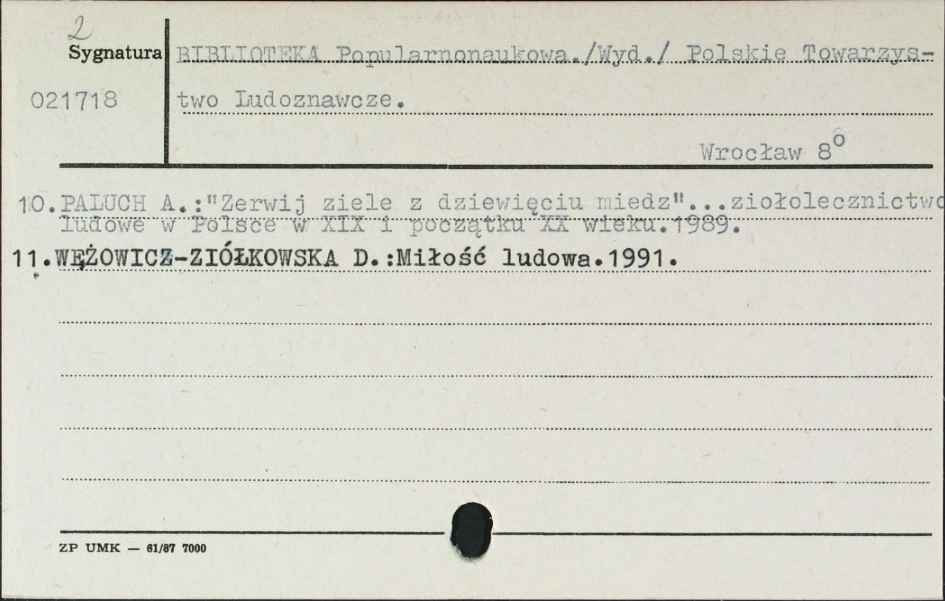 2
Sygnatura BIBLIOTEKA Popularnonaukowa./Wyd./ Polskie Towarzys-
021718 two Ludoznawcze.
Wrocław 8º
10. PALUCH A.:"Zerwij ziele z dziewięciu miedz"...ziołolecznictwo
ludowe w Polsce w XIX i początku XX wieku.1989.
11. WĘŻOWICZ-ZIÓŁKOWSKA D.:Miłość ludowa.1991.
ZP UMK — 61/87 7000